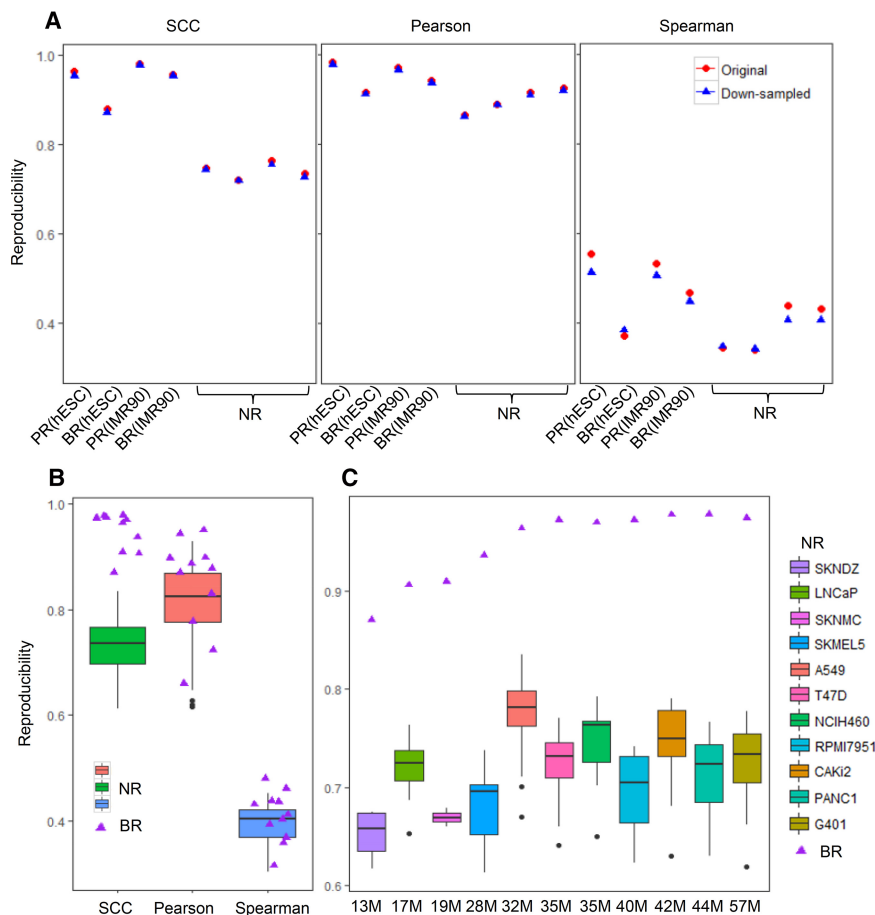 A
SCC
Pearson
Spearman
Reproducibility
1.0
0.8
0.6
0.4
Original
Down-sampled
PR(hESC)
BR(hESC)
PR(IMR90)
BR(IMR90)
NR
PR(hESC)
BR(hESC)
PR(IMR90)
BR(IMR90)
NR
PR(hESC)
BR(hESC)
PR(IMR90)
BR(IMR90)
NR
B
Reproducibility
1.0
0.8
0.6
0.4
NR
BR
SCC
Pearson
Spearman
C
0.9
0.8
0.7
0.6
13M
17M
19M
28M
32M
35M
35M
40M
42M
44M
57M
NR
SKNDZ
LNCaP
SKNMC
SKMEL5
A549
T47D
NCIH460
RPMI7951
CAKi2
PANC1
G401
BR